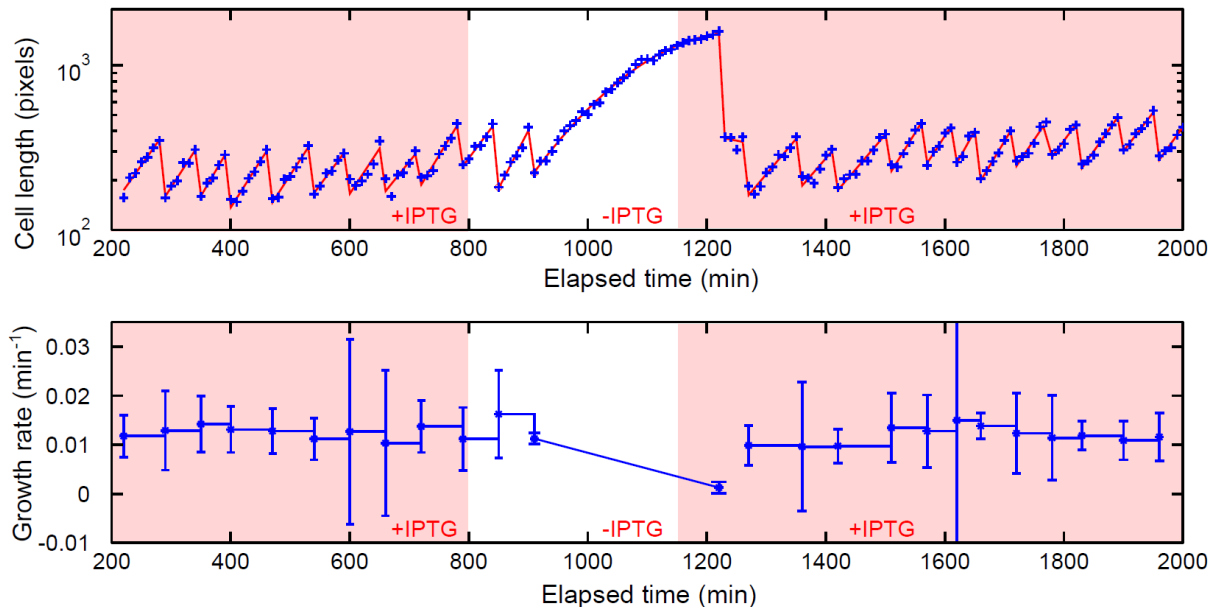 Cell length (pixels)
10³
10²
+IPTG
-IPTG
+IPTG
200 400 600 800 1000 1200 1400 1600 1800 2000
Elapsed time (min)
Growth rate (min⁻¹)
0.03
0.02
0.01
0
-0.01
+IPTG
-IPTG
+IPTG
200 400 600 800 1000 1200 1400 1600 1800 2000
Elapsed time (min)